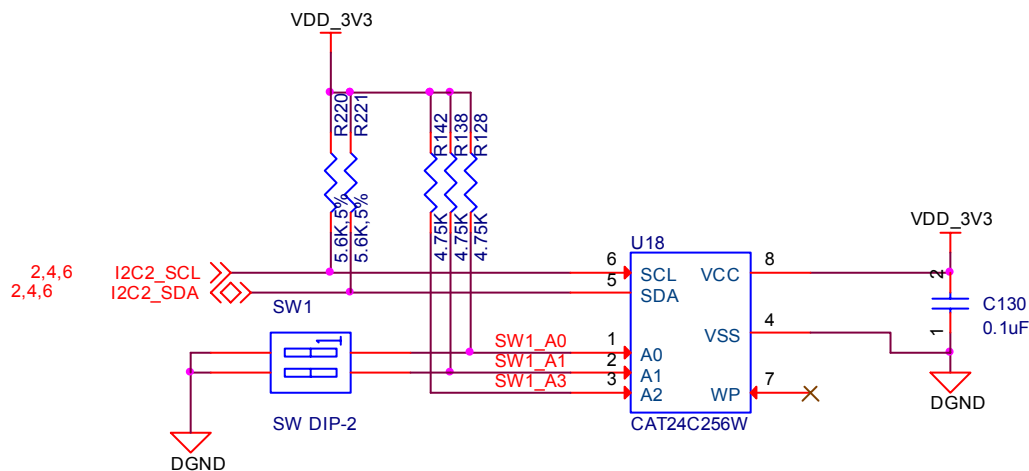 VDD_3V3
R220
R221
R142
R138
R128
5.6K,5%
5.6K,5%
4.75K
4.75K
4.75K
VDD_3V3
U18
2,4,6 I2C2_SCL 6 SCL VCC 8
2,4,6 I2C2_SDA 5 SDA
2
C130
0.1uF
1
SW1
1
VSS 4
SW1_A0 1 A0
SW1_A1 2 A1
SW1_A3 3 A2 WP 7
DGND
SW DIP-2
CAT24C256W
DGND